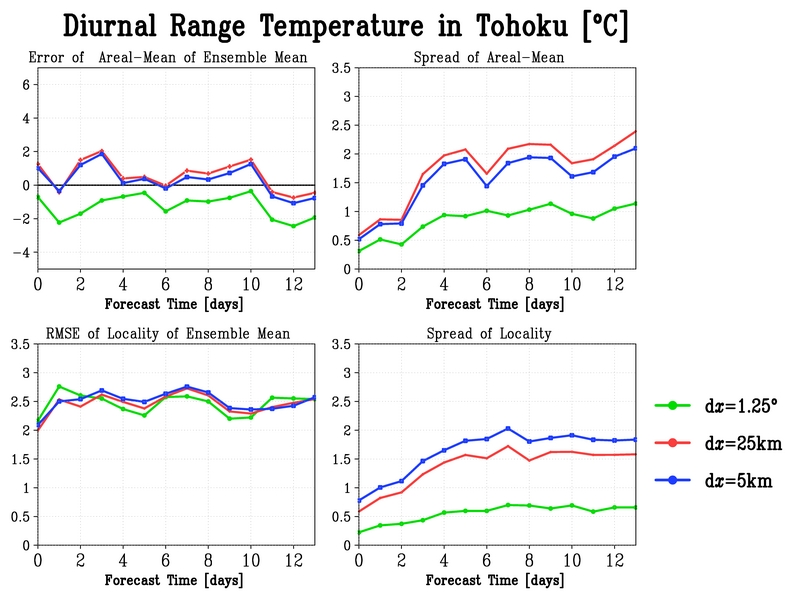 Diurnal Range Temperature in Tohoku [°C]
Error of Areal-Mean of Ensemble Mean
6
4
2
0
−2
−4
0 2 4 6 8 10 12
Forecast Time [days]
Spread of Areal-Mean
3.5
3
2.5
2
1.5
1
0.5
0
0 2 4 6 8 10 12
Forecast Time [days]
RMSE of Locality of Ensemble Mean
3.5
3
2.5
2
1.5
1
0.5
0
0 2 4 6 8 10 12
Forecast Time [days]
Spread of Locality
3.5
3
2.5
2
1.5
1
0.5
0
0 2 4 6 8 10 12
Forecast Time [days]
dx=1.25°
dx=25km
dx=5km